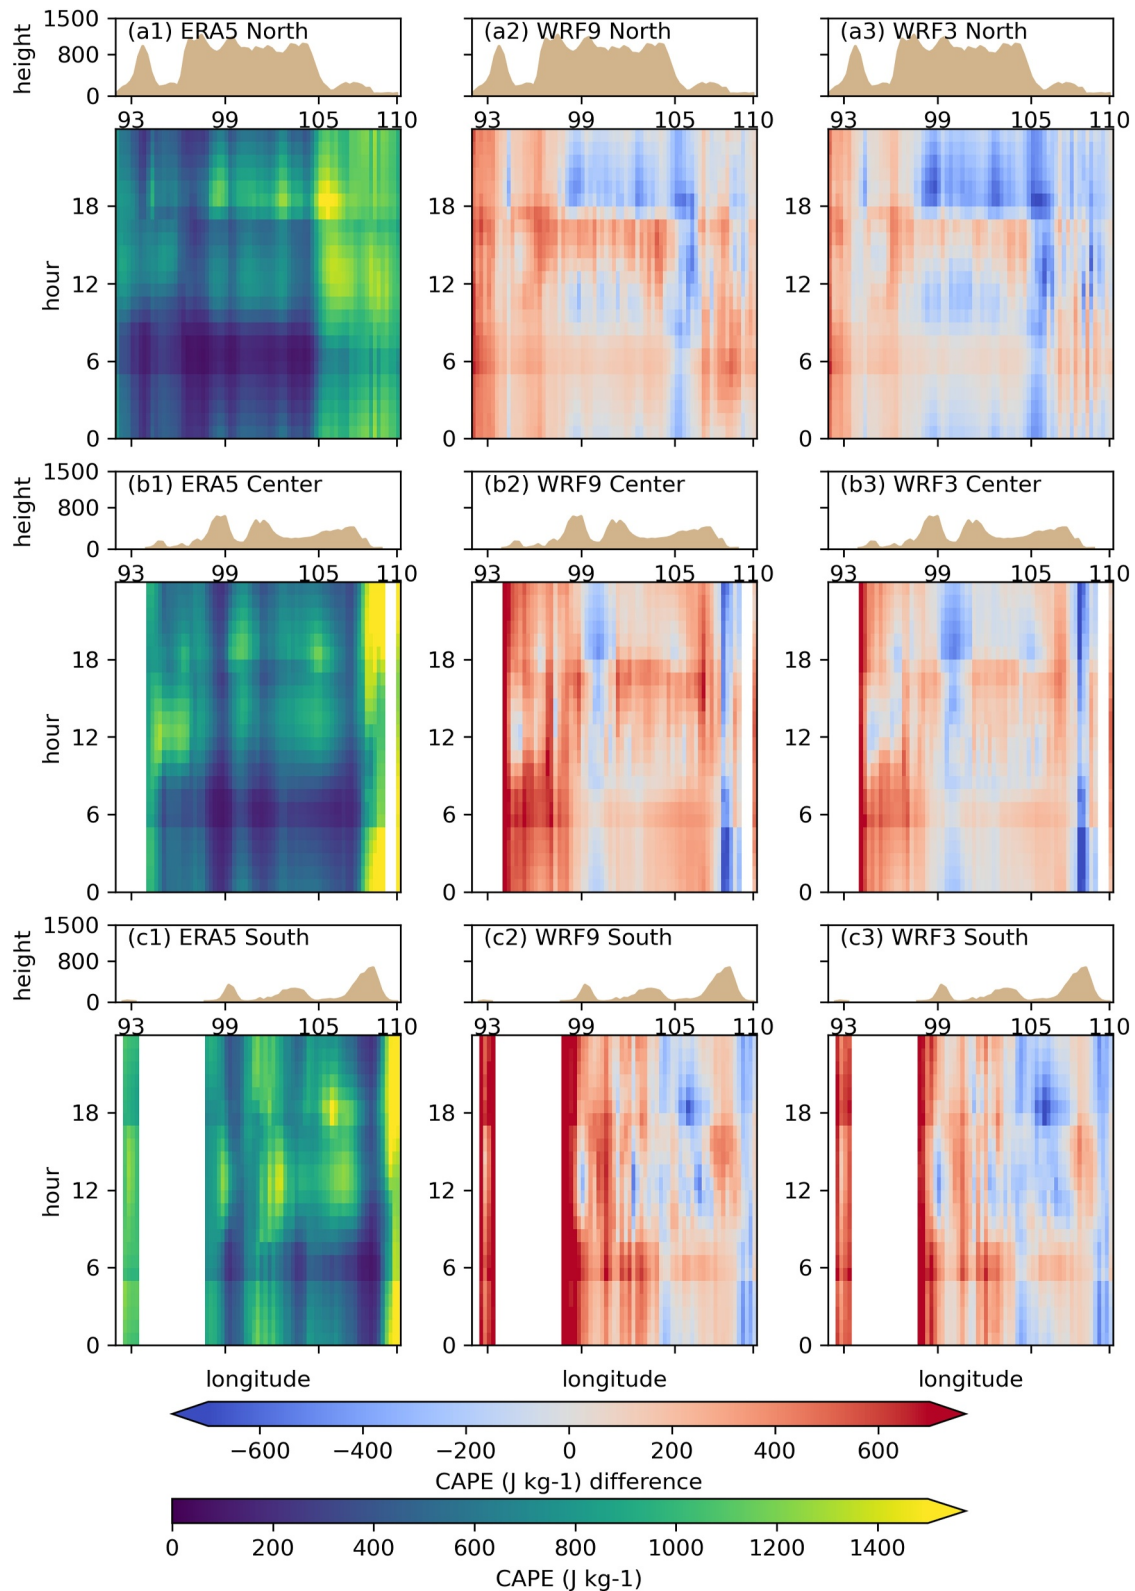 height
1500
800
0
(a1) ERA5 North
(a2) WRF9 North
(a3) WRF3 North
93 99 105 110
93 99 105 110
93 99 105 110
hour
18
12
6
0
18
12
6
0
18
12
6
0
height
1500
800
0
(b1) ERA5 Center
(b2) WRF9 Center
(b3) WRF3 Center
93 99 105 110
93 99 105 110
93 99 105 110
hour
18
12
6
0
18
12
6
0
18
12
6
0
height
1500
800
0
(c1) ERA5 South
(c2) WRF9 South
(c3) WRF3 South
93 99 105 110
93 99 105 110
93 99 105 110
hour
18
12
6
0
18
12
6
0
18
12
6
0
longitude
longitude
longitude
−600 −400 −200 0 200 400 600
CAPE (J kg-1) difference
0 200 400 600 800 1000 1200 1400
CAPE (J kg-1)